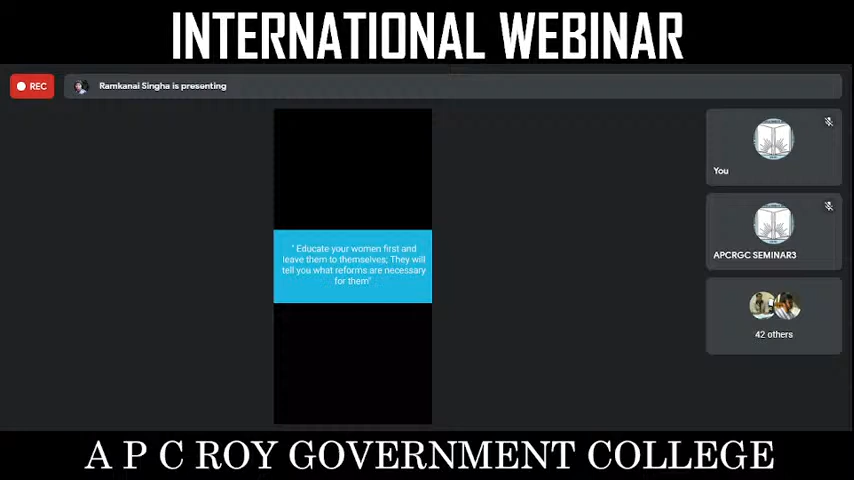 INTERNATIONAL WEBINAR
REC
Ramkanai Singha is presenting
You
" Educate your women first and
leave them to themselves; They will
tell you what reforms are necessary
for them"
APCRGC SEMINAR3
42 others
A P C ROY GOVERNMENT COLLEGE